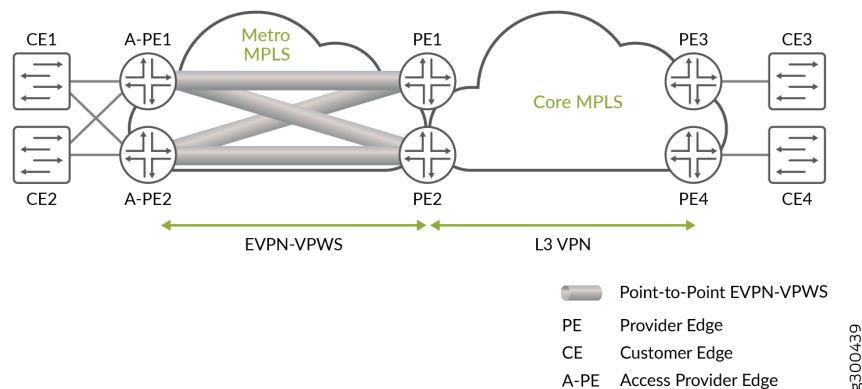 CE1
A-PE1
Metro
MPLS
PE1
PE3
CE3
Core MPLS
CE2
A-PE2
PE2
PE4
CE4
EVPN-VPWS
L3 VPN
Point-to-Point EVPN-VPWS
PE Provider Edge
CE Customer Edge
A-PE Access Provider Edge
g300439